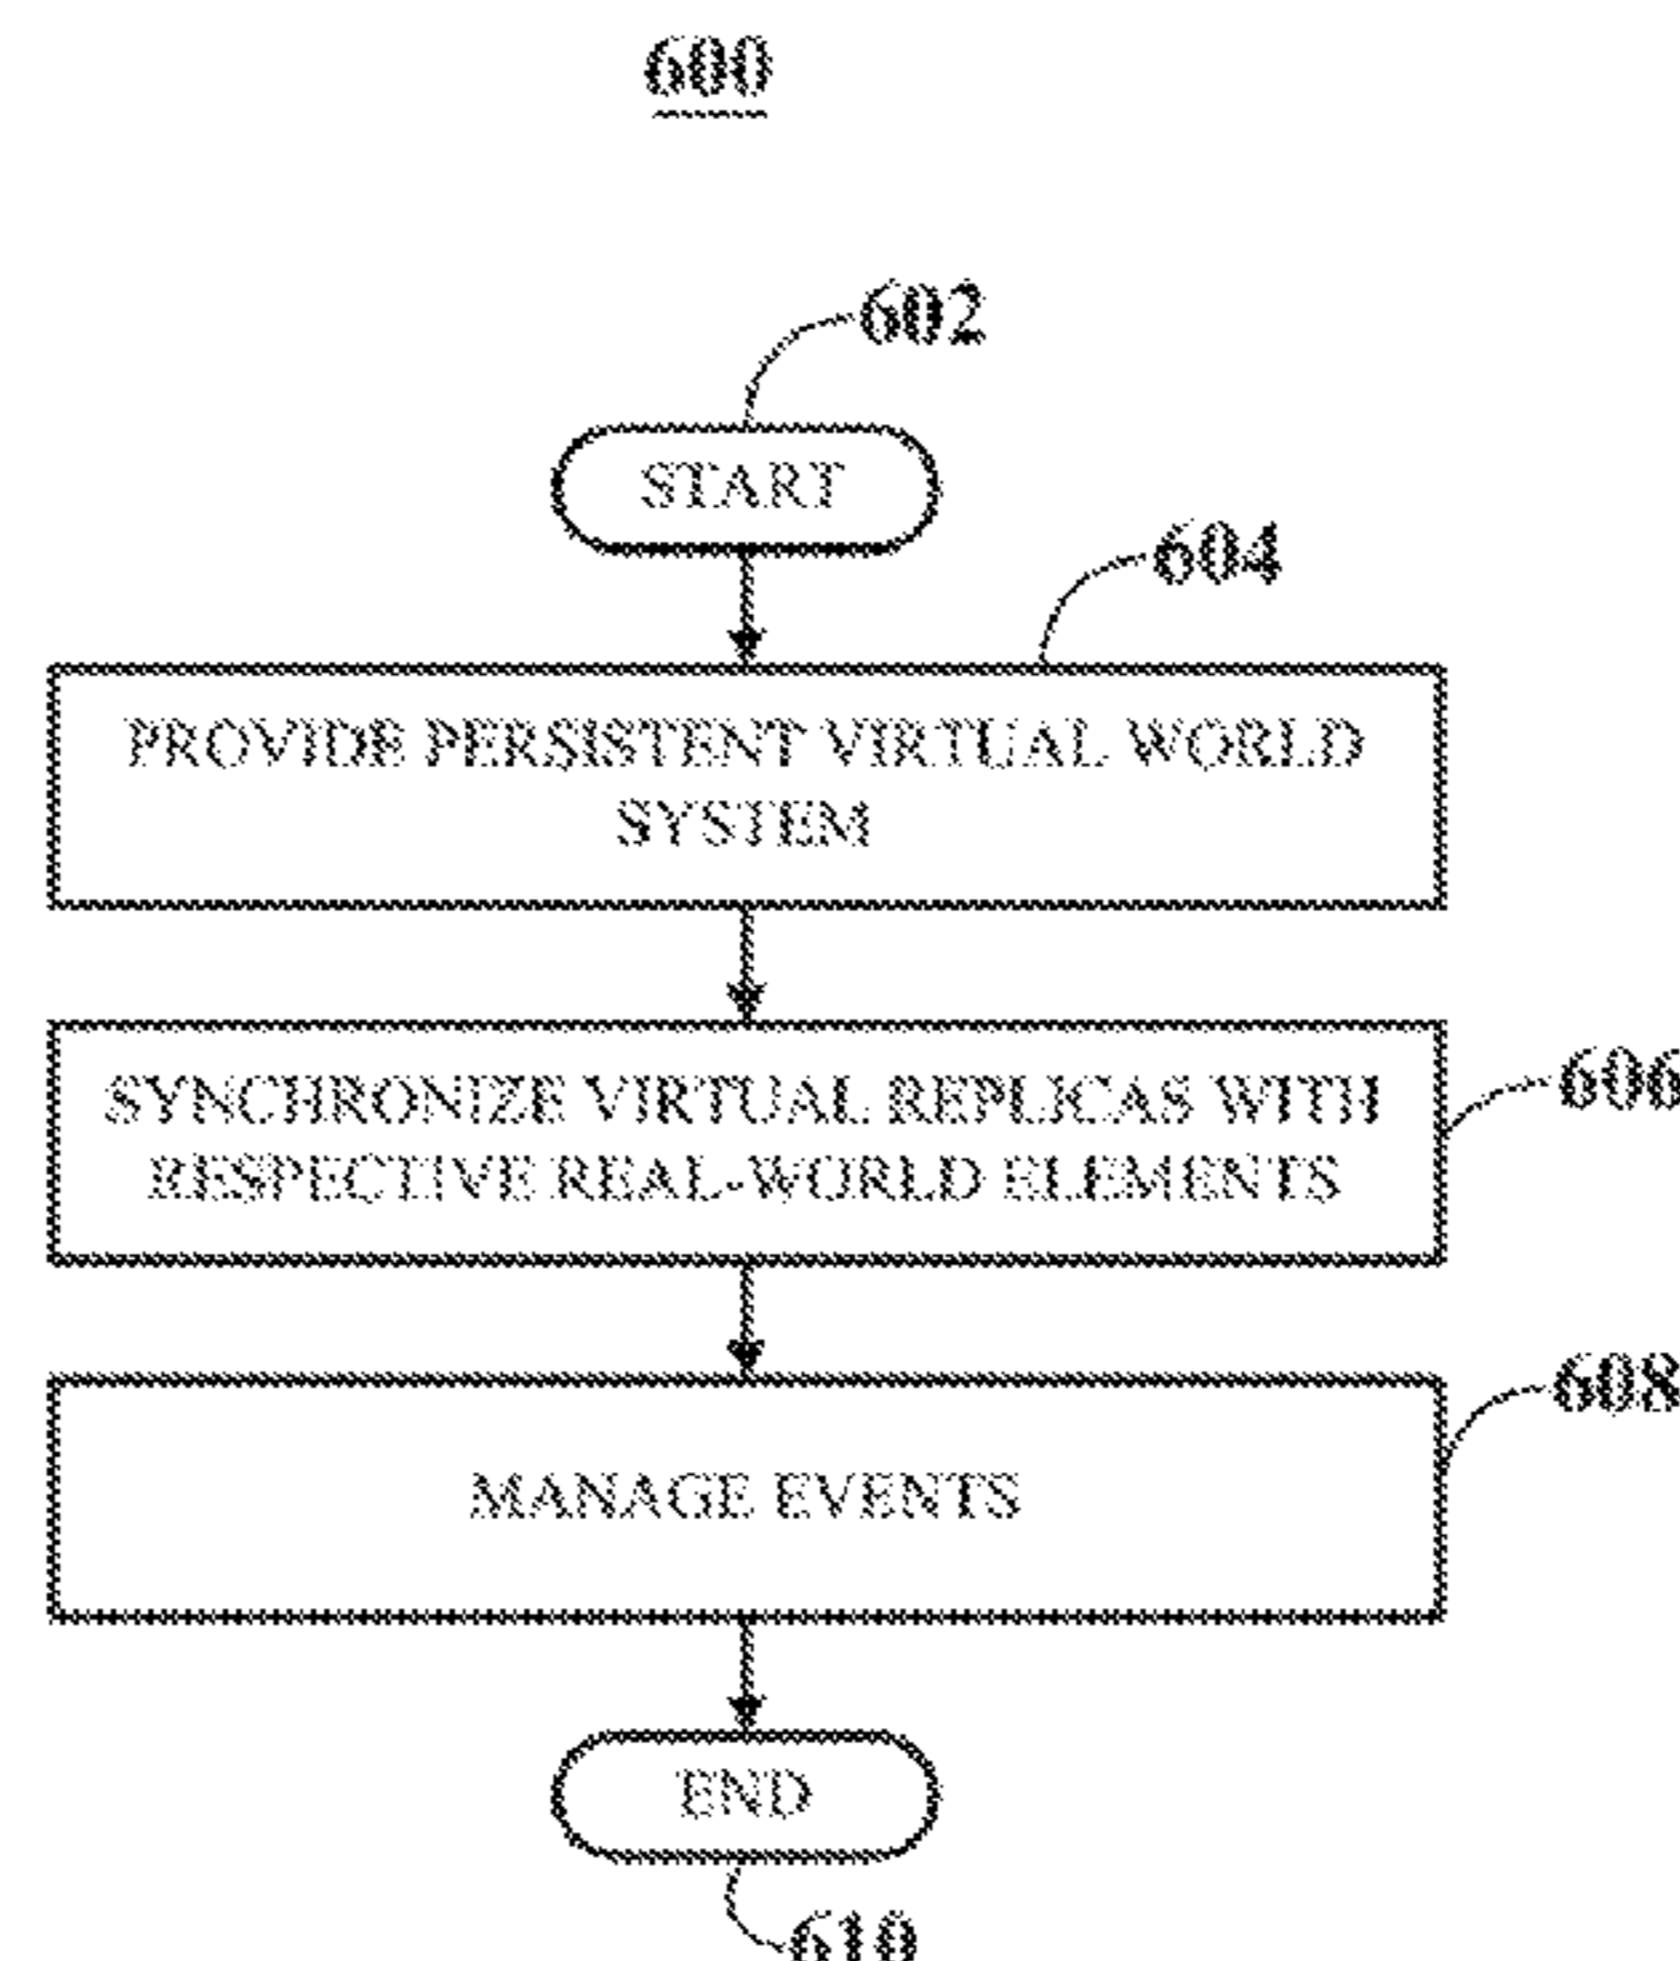 600
602
START
604
PROVIDE PERSISTENT VIRTUAL WORLD
SYSTEM
SYNCHRONIZE VIRTUAL REPLICAS WITH
RESPECTIVE REAL-WORLD ELEMENTS
606
608
MANAGE EVENTS
END
610